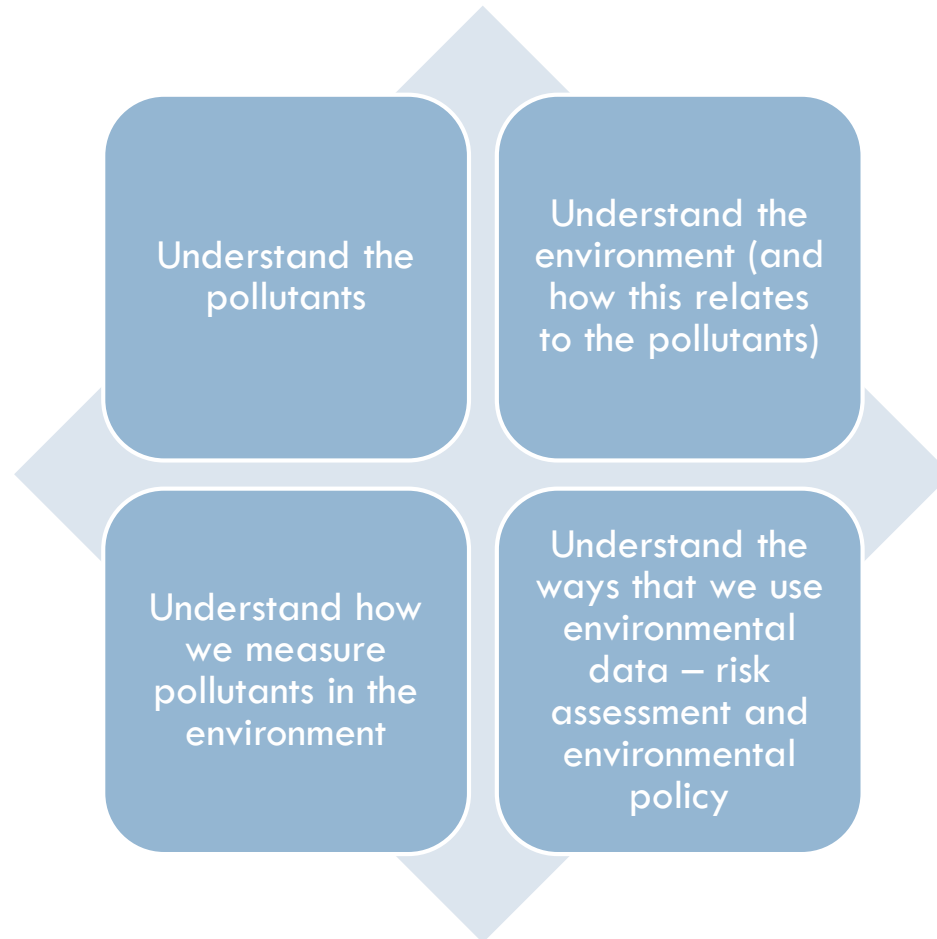 Understand the
pollutants
Understand the
environment (and
how this relates
to the pollutants)
Understand how
we measure
pollutants in the
environment
Understand the
ways that we use
environmental
data – risk
assessment and
environmental
policy